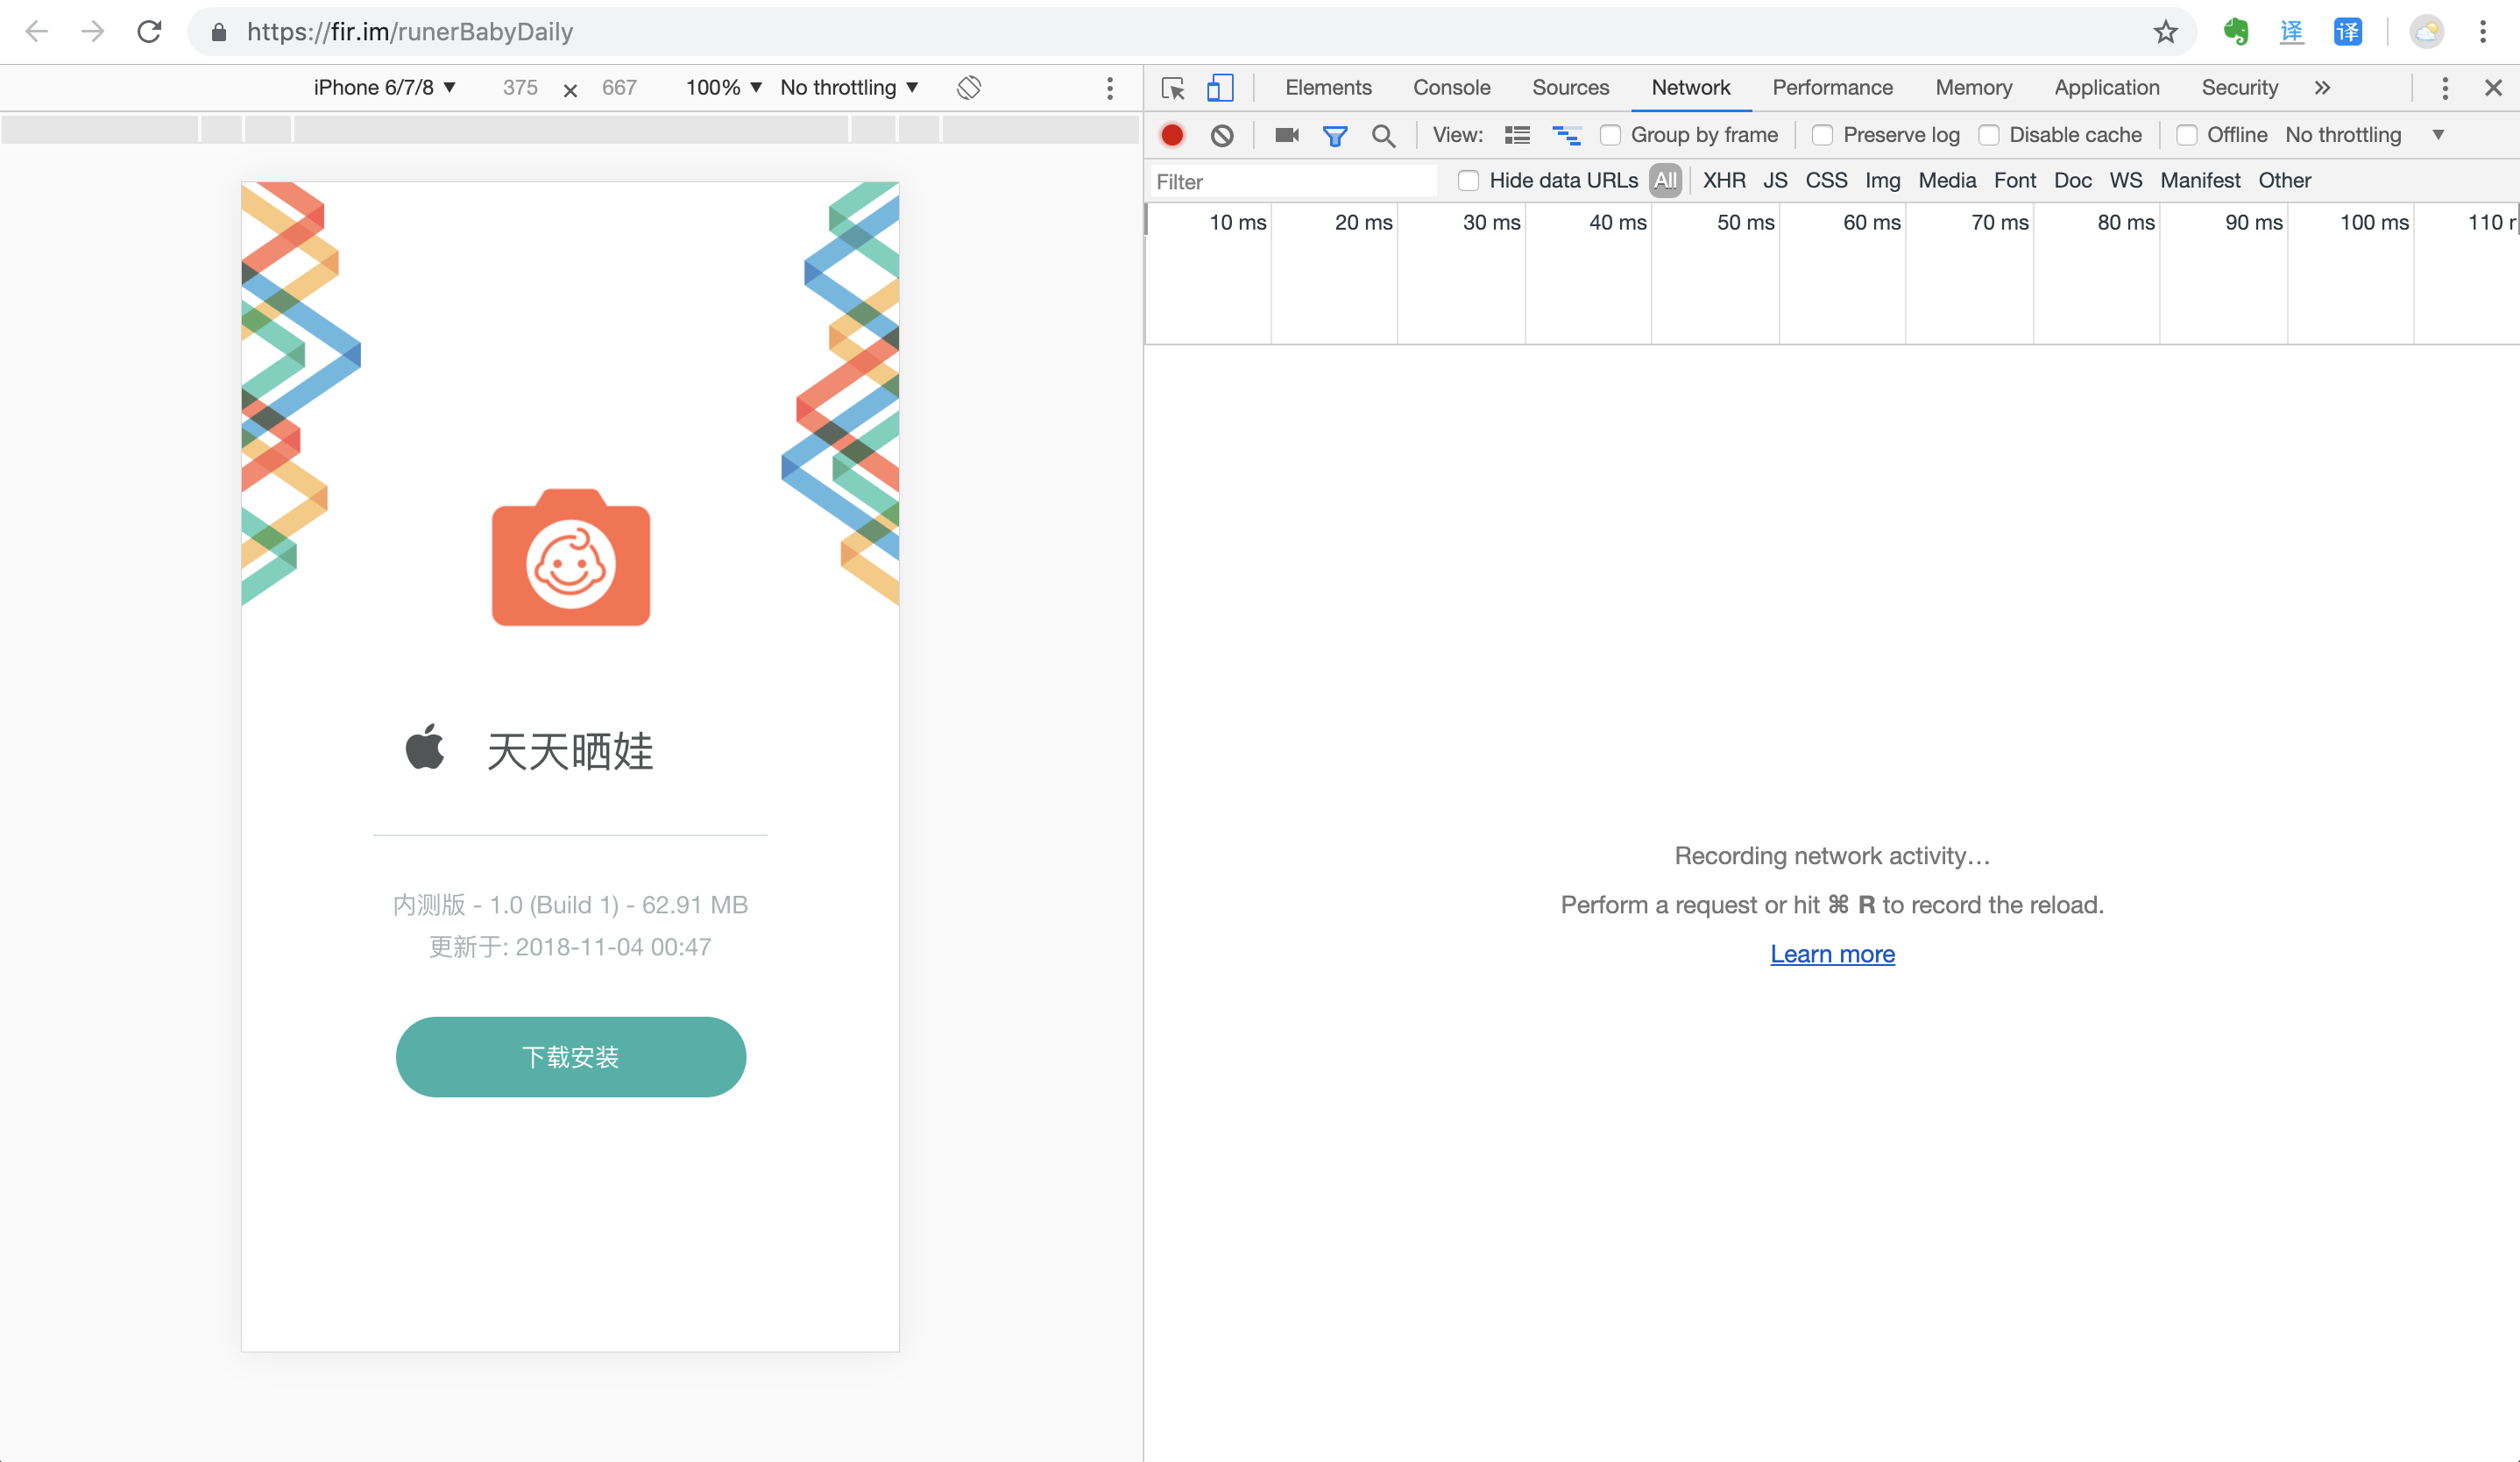 https://fir.im/runerBabyDaily
译 译
iPhone 6/7/8 ▼ 375 × 667 100% ▼ No throttling ▼
Elements Console Sources Network Performance Memory Application Security »
View: Group by frame Preserve log Disable cache Offline No throttling ▼
Filter Hide data URLs All XHR JS CSS Img Media Font Doc WS Manifest Other
10 ms 20 ms 30 ms 40 ms 50 ms 60 ms 70 ms 80 ms 90 ms 100 ms 110 r
天天晒娃
内测版 - 1.0 (Build 1) - 62.91 MB
更新于: 2018-11-04 00:47
下载安装
Recording network activity…
Perform a request or hit ⌘ R to record the reload.
Learn more